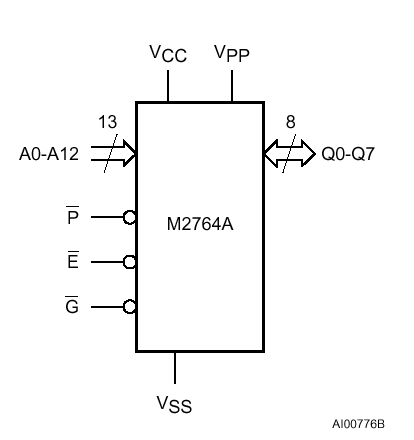 VCC VPP
13 8
A0-A12 Q0-Q7
P̅
M2764A
E̅
G̅
VSS
AI00776B